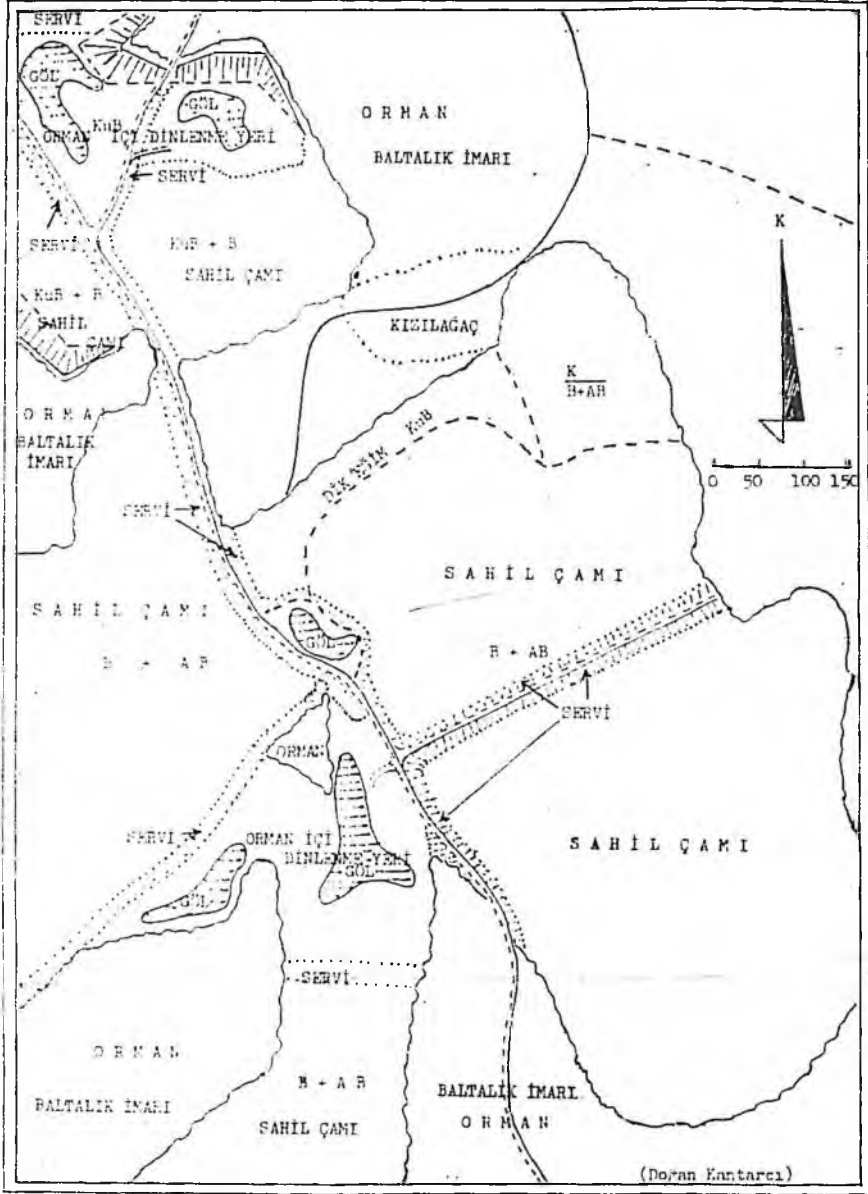 SERVİ
GÖL
GÖL
KuB
ORMAN İÇİ DİNLENME YERİ
SERVİ
ORMAN
BALTALIK İMARI
SERVİ
KuB + B
SAHİL ÇAMI
K
KuB + B
SAHİL
ÇAMI
KIZILAĞAÇ
K
B+AB
ORMAN
BALTALIK
İMARI
DİK EĞİM KuB
0 50 100 150
SERVİ
SAHİL ÇAMI
SAHİL ÇAMI
B + AB
GÖL
B + AB
SERVİ
ORMAN
SERVİ
ORMAN İÇİ
DİNLENME YERİ
GÖL
SAHİL ÇAMI
GÖL
SERVİ
ORMAN
BALTALIK İMARI
B + AB
SAHİL ÇAMI
BALTALIK İMARI
ORMAN
(Doğan Kantarcı)